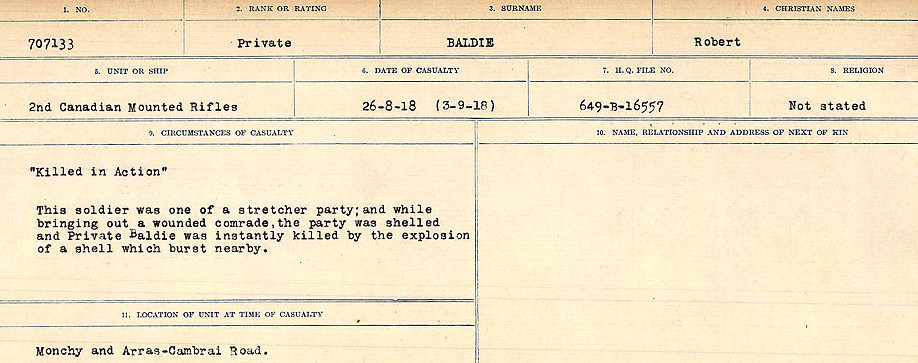 1. NO. 2. RANK OR RATING 3. SURNAME 4. CHRISTIAN NAMES
707133 Private BALDIE Robert
5. UNIT OR SHIP 6. DATE OF CASUALTY 7. H.Q. FILE NO. 8. RELIGION
2nd Canadian Mounted Rifles 26-8-18 (3-9-18) 649-B-16557 Not stated
9. CIRCUMSTANCES OF CASUALTY 10. NAME, RELATIONSHIP AND ADDRESS OF NEXT OF KIN
"Killed in Action"
This soldier was one of a stretcher party;and while
bringing out a wounded comrade,the party was shelled
and Private Baldie was instantly killed by the explosion
of a shell which burst nearby.
11. LOCATION OF UNIT AT TIME OF CASUALTY
Monchy and Arras-Cambrai Road.